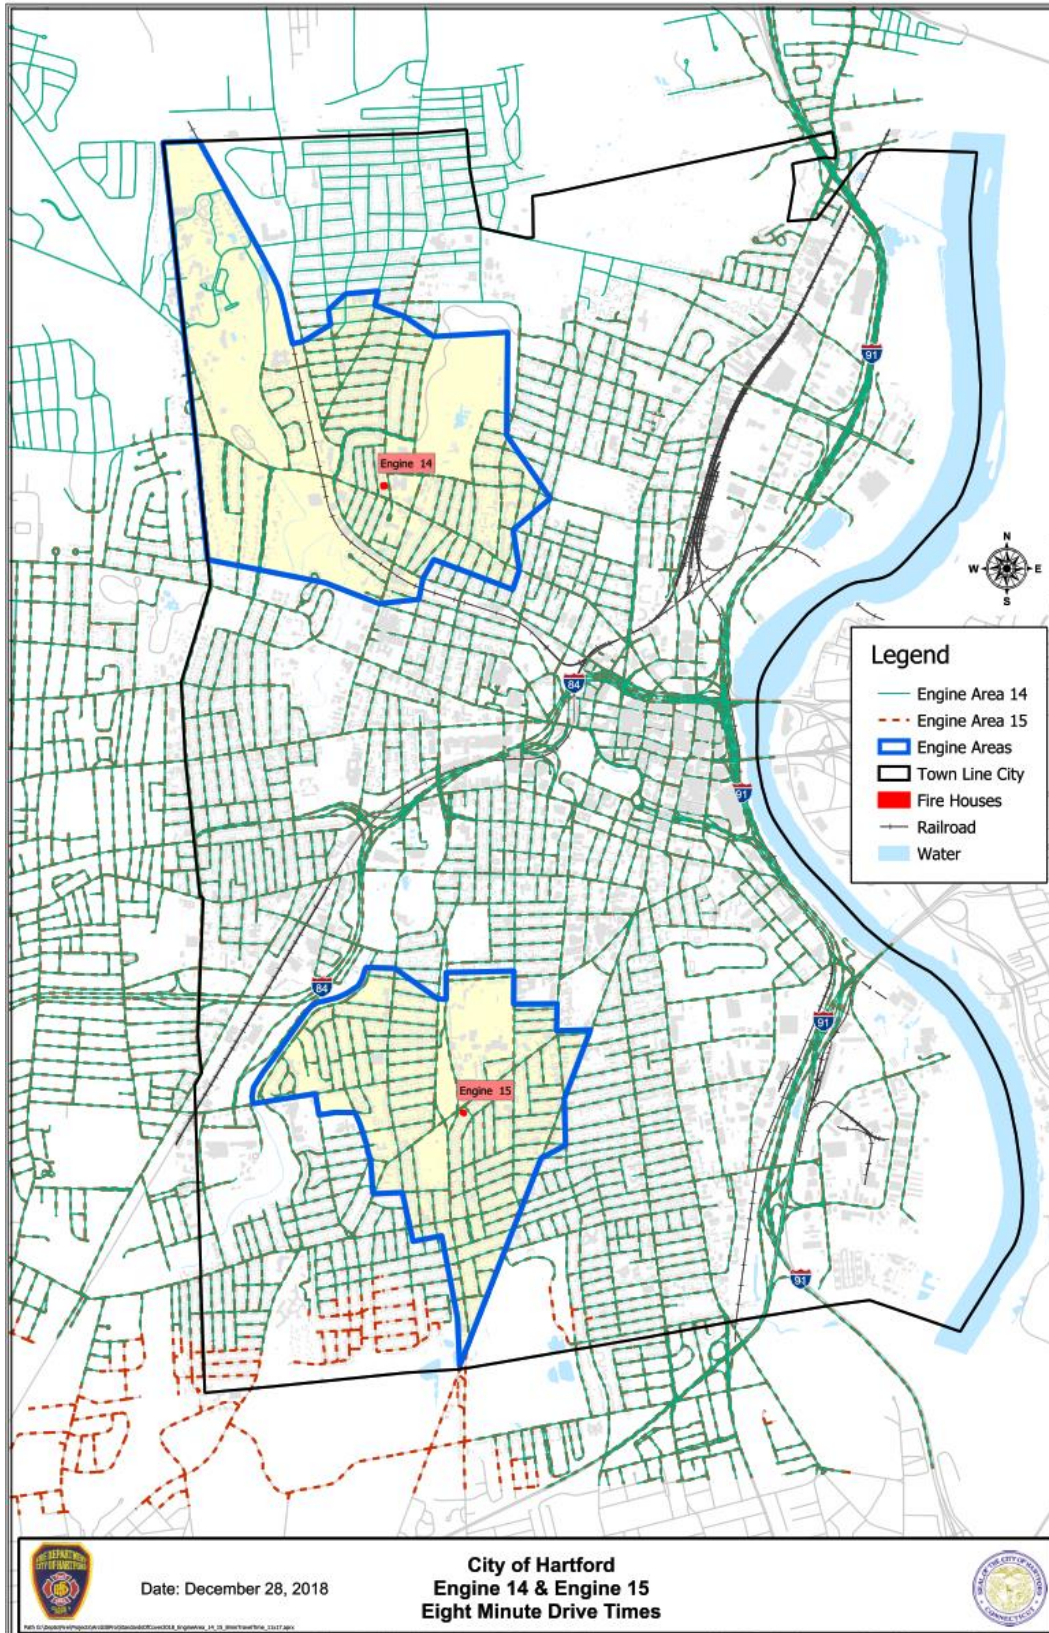 91
Engine 14
N
W E
S
Legend
Engine Area 14
Engine Area 15
Engine Areas
Town Line City
Fire Houses
Railroad
Water
84
91
84
91
Engine 15
91
City of Hartford
Engine 14 & Engine 15
Eight Minute Drive Times
Date: December 28, 2018